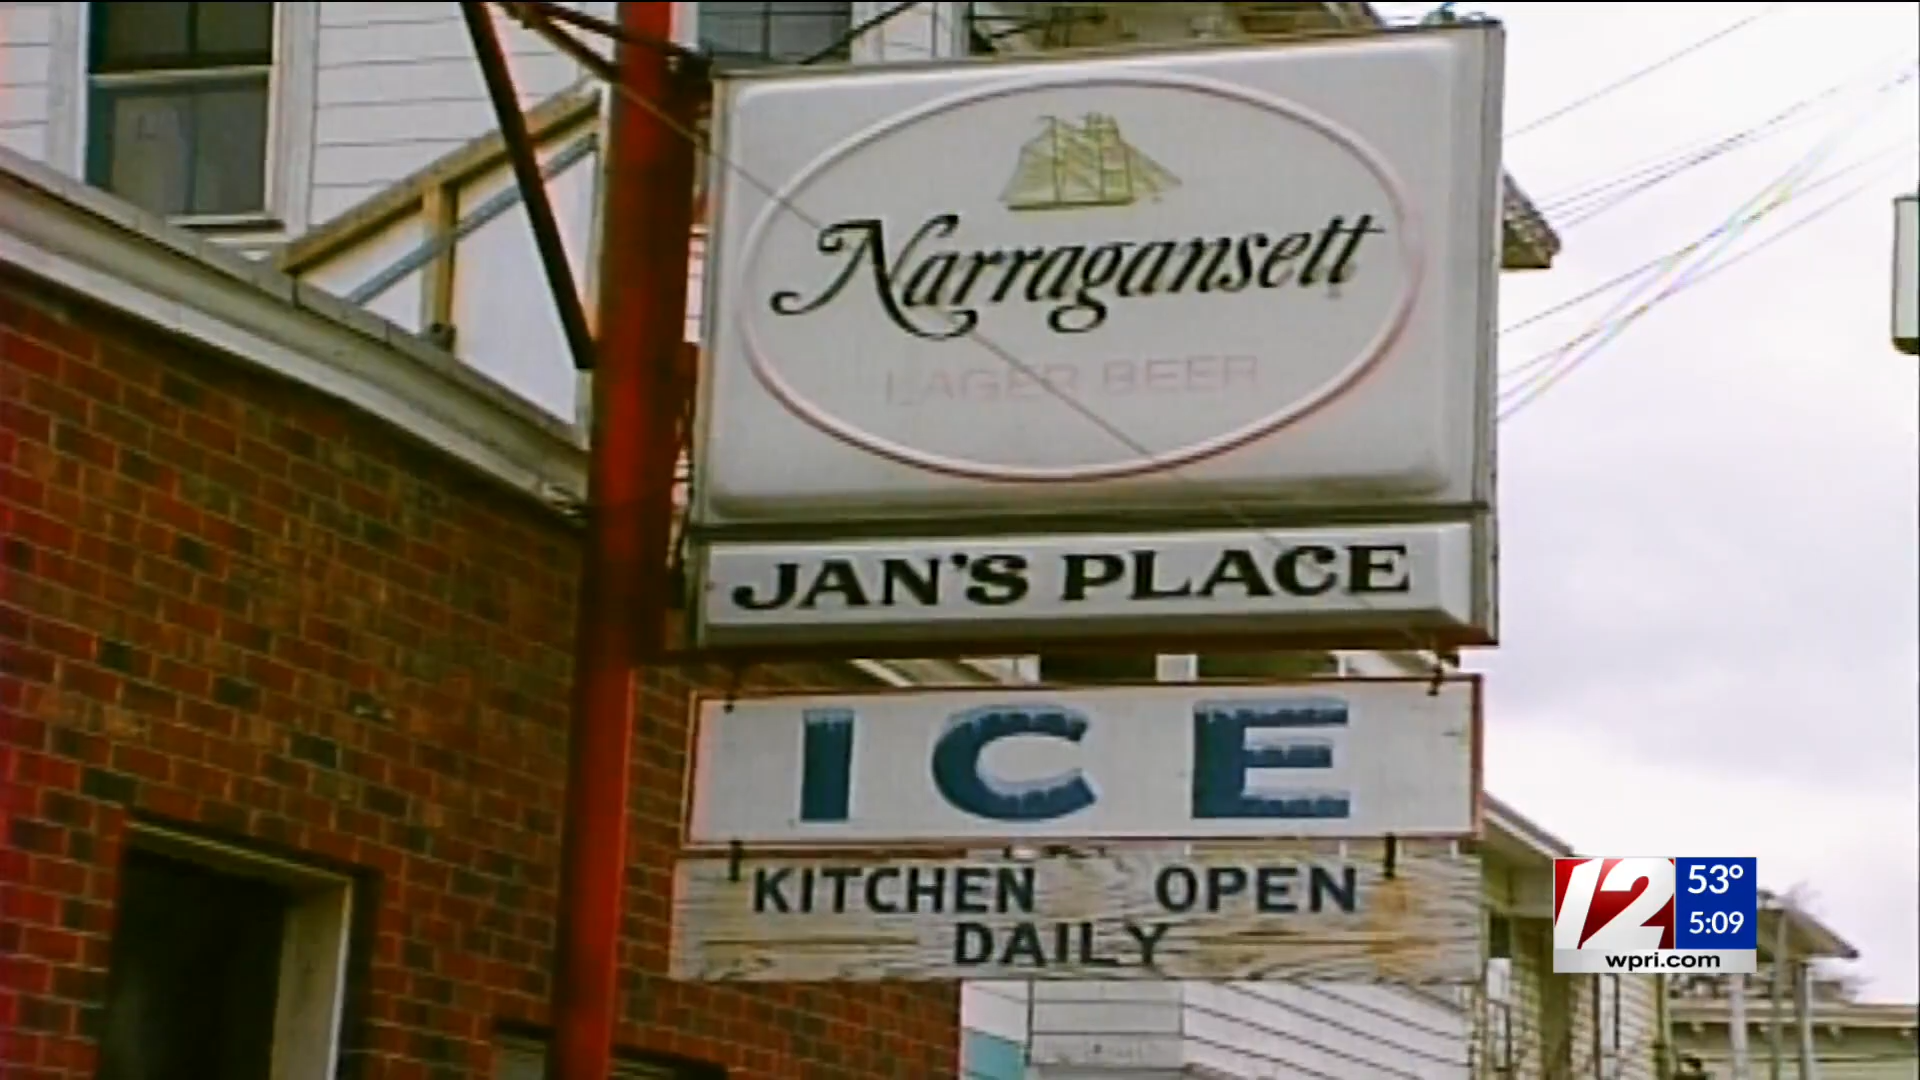 Narragansett
LAGER BEER
JAN'S PLACE
ICE
KITCHEN OPEN
DAILY
12
53°
5:09
wpri.com